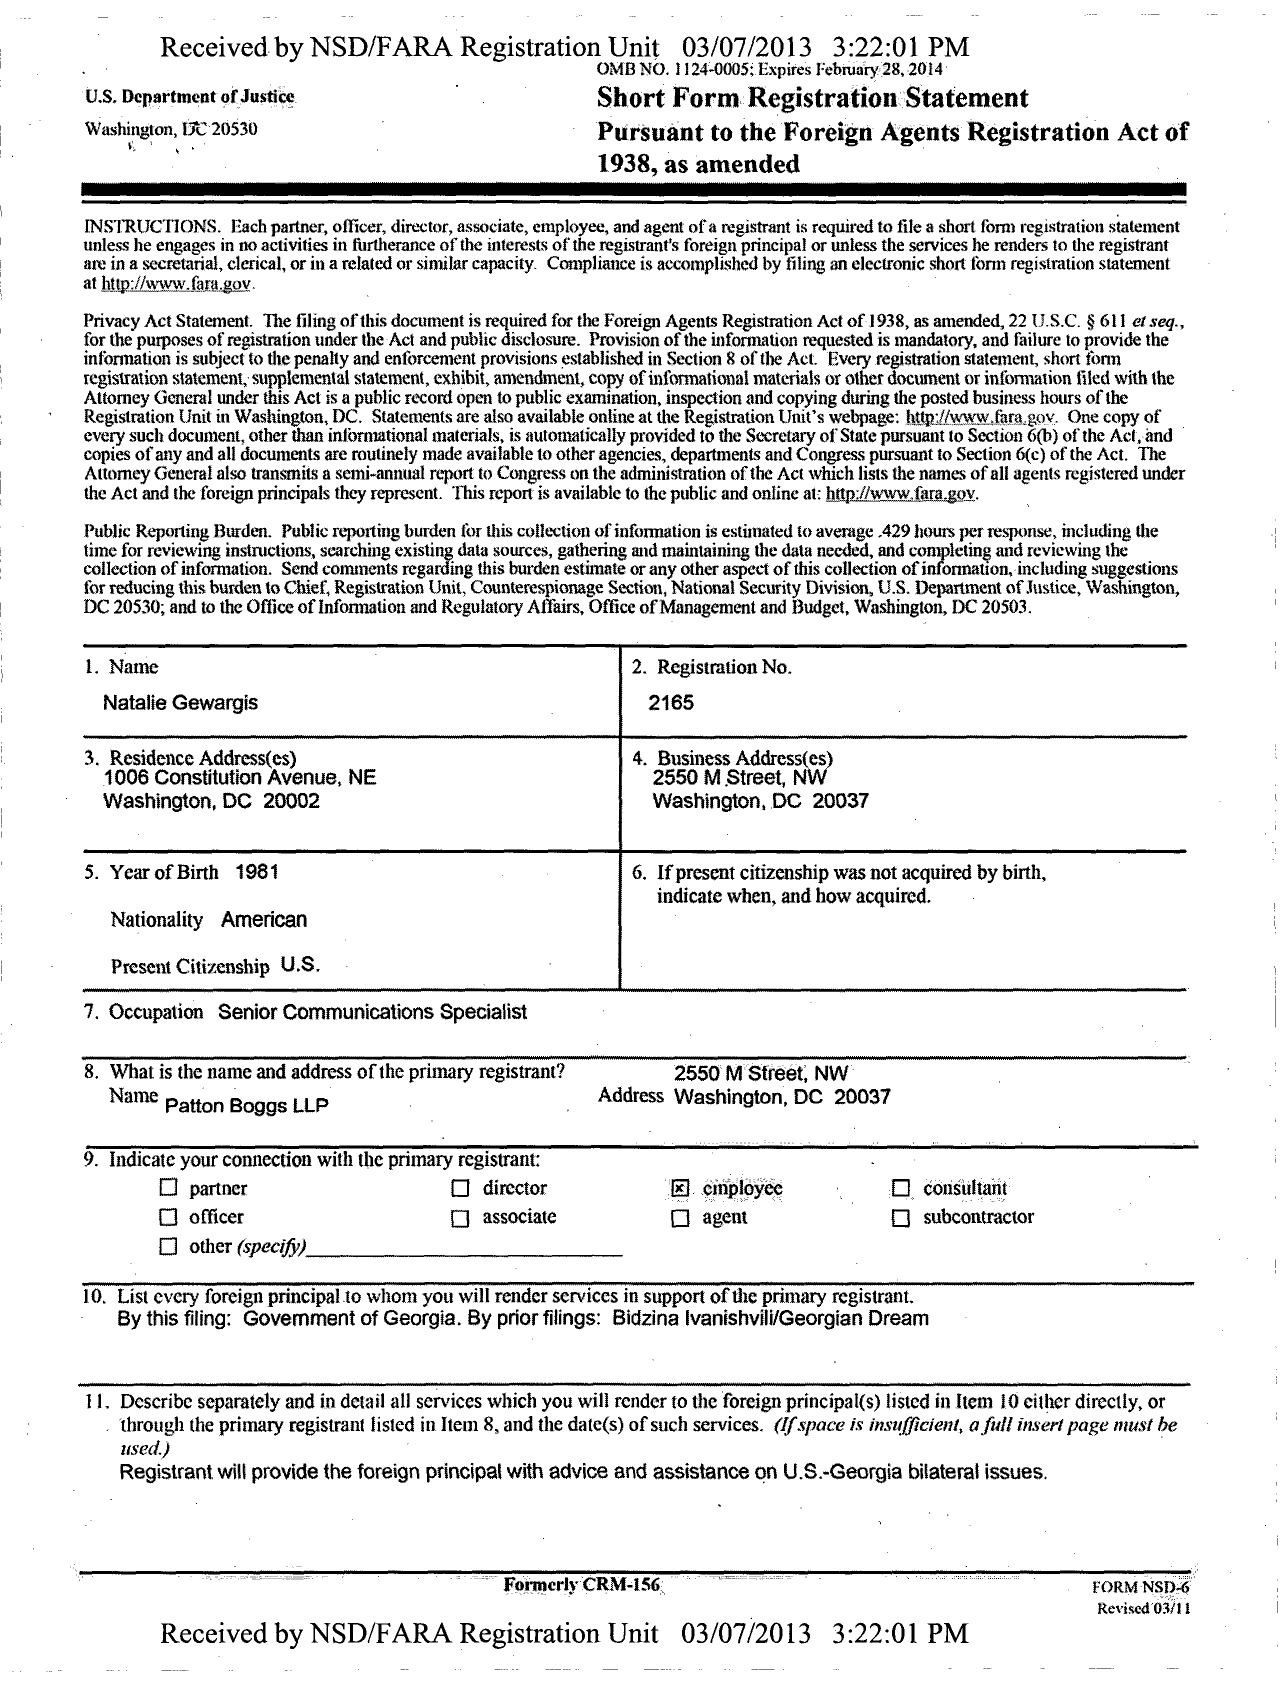 Received by NSD/FARA Registration Unit 03/07/2013 3:22:01 PM
OMB NO. 1124-0005; Expires February 28, 2014
U.S. Department of Justice
Washington, DC 20530
Short Form Registration Statement
Pursuant to the Foreign Agents Registration Act of
1938, as amended
INSTRUCTIONS. Each partner, officer, director, associate, employee, and agent of a registrant is required to file a short form registration statement
unless he engages in no activities in furtherance of the interests of the registrant's foreign principal or unless the services he renders to the registrant
are in a secretarial, clerical, or in a related or similar capacity. Compliance is accomplished by filing an electronic short form registration statement
at http://www.fara.gov.
Privacy Act Statement. The filing of this document is required for the Foreign Agents Registration Act of 1938, as amended, 22 U.S.C. § 611 et seq.,
for the purposes of registration under the Act and public disclosure. Provision of the information requested is mandatory, and failure to provide the
information is subject to the penalty and enforcement provisions established in Section 8 of the Act. Every registration statement, short form
registration statement, supplemental statement, exhibit, amendment, copy of informational materials or other document or information filed with the
Attorney General under this Act is a public record open to public examination, inspection and copying during the posted business hours of the
Registration Unit in Washington, DC. Statements are also available online at the Registration Unit's webpage: http://www.fara.gov. One copy of
every such document, other than informational materials, is automatically provided to the Secretary of State pursuant to Section 6(b) of the Act, and
copies of any and all documents are routinely made available to other agencies, departments and Congress pursuant to Section 6(c) of the Act. The
Attorney General also transmits a semi-annual report to Congress on the administration of the Act which lists the names of all agents registered under
the Act and the foreign principals they represent. This report is available to the public and online at: http://www.fara.gov.
Public Reporting Burden. Public reporting burden for this collection of information is estimated to average .429 hours per response, including the
time for reviewing instructions, searching existing data sources, gathering and maintaining the data needed, and completing and reviewing the
collection of information. Send comments regarding this burden estimate or any other aspect of this collection of information, including suggestions
for reducing this burden to Chief, Registration Unit, Counterespionage Section, National Security Division, U.S. Department of Justice, Washington,
DC 20530; and to the Office of Information and Regulatory Affairs, Office of Management and Budget, Washington, DC 20503.
1. Name
Natalie Gewargis
2. Registration No.
2165
3. Residence Address(es)
1006 Constitution Avenue, NE
Washington, DC 20002
4. Business Address(es)
2550 M Street, NW
Washington, DC 20037
5. Year of Birth 1981
Nationality American
Present Citizenship U.S.
6. If present citizenship was not acquired by birth,
indicate when, and how acquired.
7. Occupation Senior Communications Specialist
8. What is the name and address of the primary registrant?
Name Patton Boggs LLP
2550 M Street, NW
Address Washington, DC 20037
9. Indicate your connection with the primary registrant:
☐ partner ☐ director ☒ employee ☐ consultant
☐ officer ☐ associate ☐ agent ☐ subcontractor
☐ other (specify)
10. List every foreign principal to whom you will render services in support of the primary registrant.
By this filing: Government of Georgia. By prior filings: Bidzina Ivanishvili/Georgian Dream
11. Describe separately and in detail all services which you will render to the foreign principal(s) listed in Item 10 either directly, or
through the primary registrant listed in Item 8, and the date(s) of such services. (If space is insufficient, a full insert page must be
used.)
Registrant will provide the foreign principal with advice and assistance on U.S.-Georgia bilateral issues.
Formerly CRM-156
FORM NSD-6
Revised 03/11
Received by NSD/FARA Registration Unit 03/07/2013 3:22:01 PM